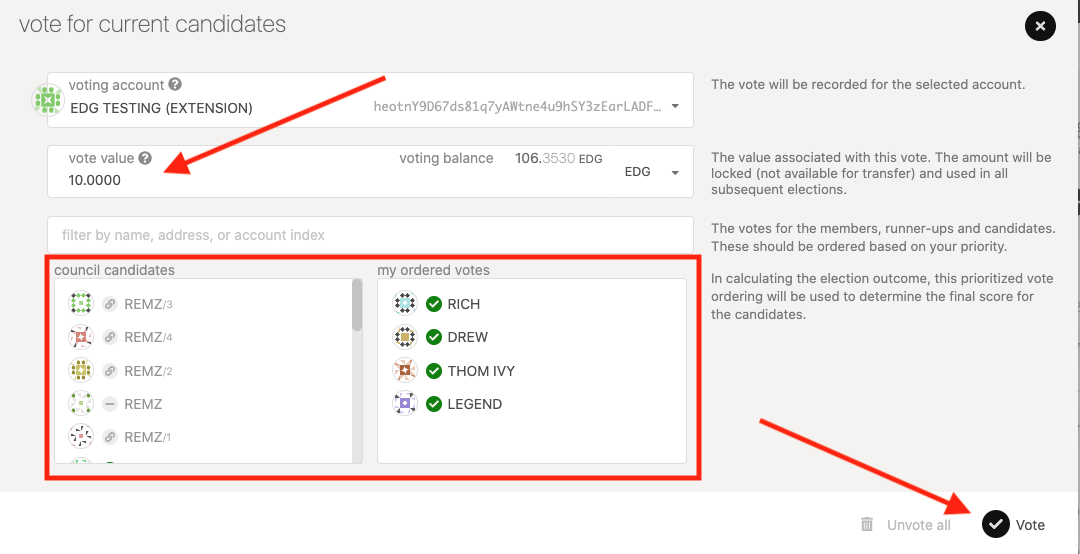 vote for current candidates
voting account
EDG TESTING (EXTENSION)
heotnY9D67ds81q7yAWtne4u9hSY3zEarLADF…
The vote will be recorded for the selected account.
vote value
10.0000
voting balance 106.3530 EDG
EDG
The value associated with this vote. The amount will be
locked (not available for transfer) and used in all
subsequent elections.
filter by name, address, or account index
The votes for the members, runner-ups and candidates.
These should be ordered based on your priority.
In calculating the election outcome, this prioritized vote
ordering will be used to determine the final score for
the candidates.
council candidates
REMZ/3
REMZ/4
REMZ/2
REMZ
REMZ/1
my ordered votes
RICH
DREW
THOM IVY
LEGEND
Unvote all
Vote